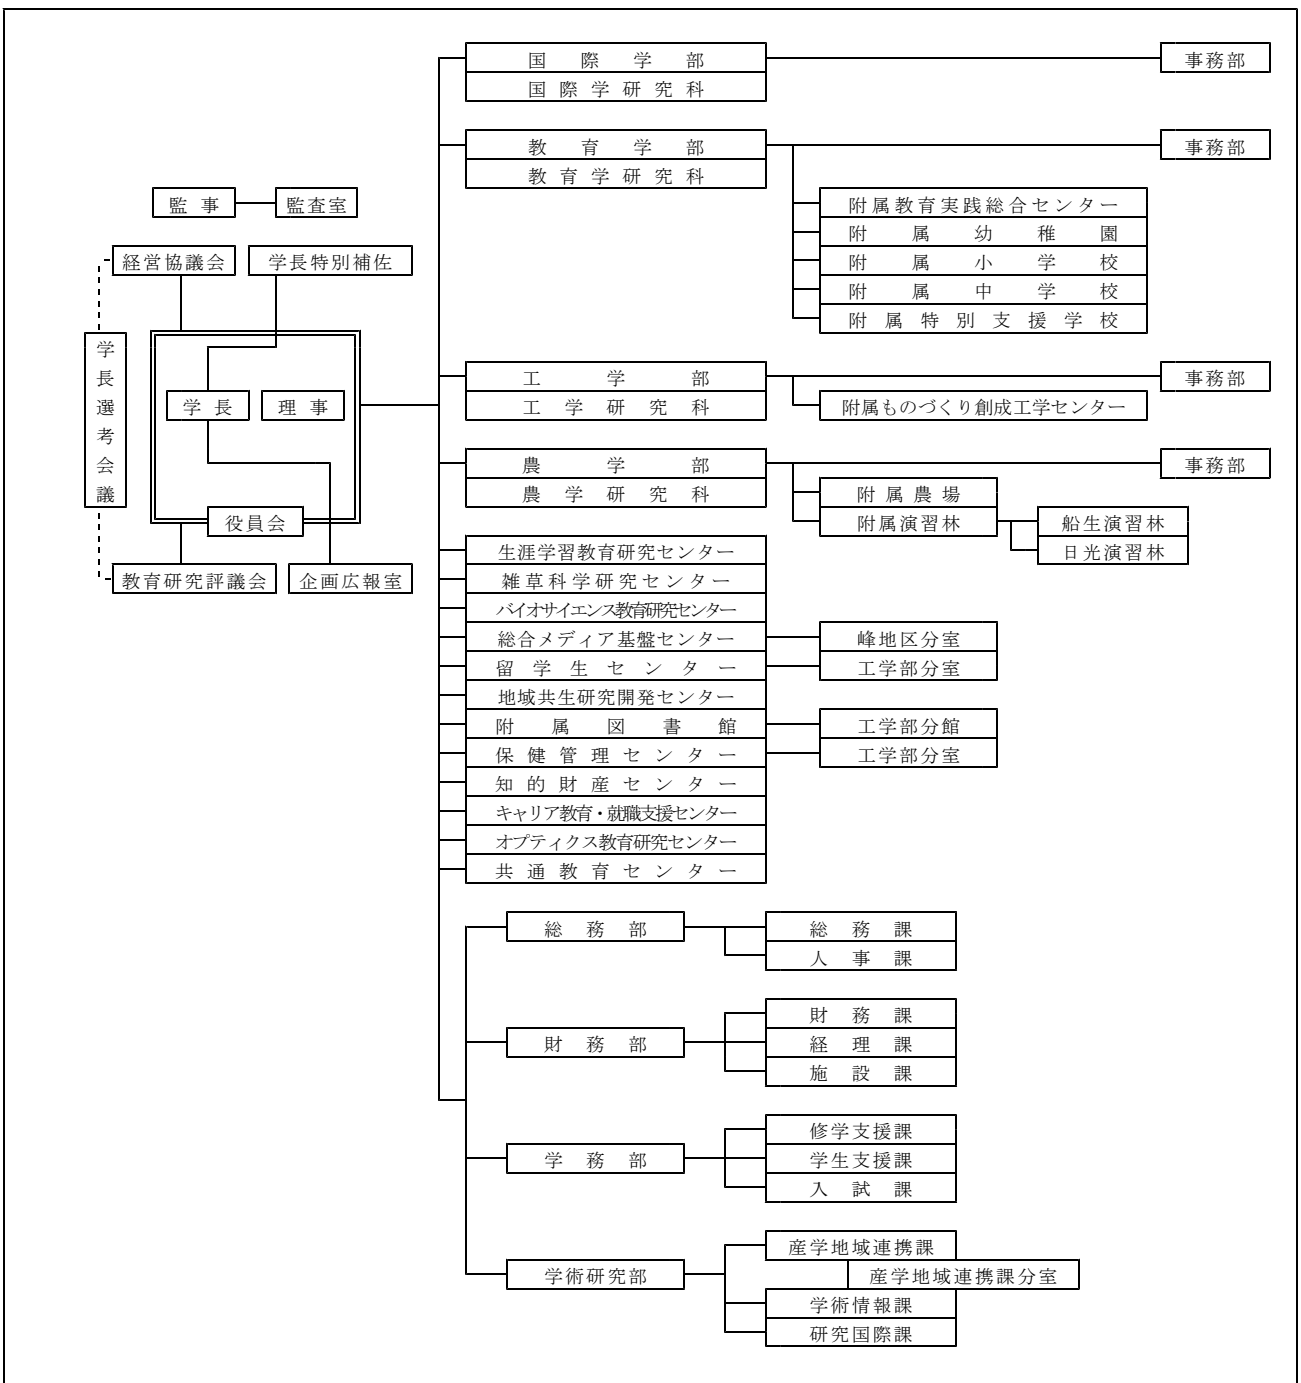 国際学部
事務部
国際学研究科
教育学部
事務部
教育学研究科
附属教育実践総合センター
附属幼稚園
附属小学校
附属中学校
附属特別支援学校
監事
監査室
経営協議会
学長特別補佐
学長選考会議
学長
理事
役員会
教育研究評議会
企画広報室
工学部
事務部
工学研究科
附属ものづくり創成工学センター
農学部
事務部
農学研究科
附属農場
附属演習林
船生演習林
日光演習林
生涯学習教育研究センター
雑草科学研究センター
バイオサイエンス教育研究センター
総合メディア基盤センター
峰地区分室
留学生センター
工学部分室
地域共生研究開発センター
附属図書館
工学部分館
保健管理センター
工学部分室
知的財産センター
キャリア教育・就職支援センター
オプティクス教育研究センター
共通教育センター
総務部
総務課
人事課
財務部
財務課
経理課
施設課
学務部
修学支援課
学生支援課
入試課
学術研究部
産学地域連携課
産学地域連携課分室
学術情報課
研究国際課